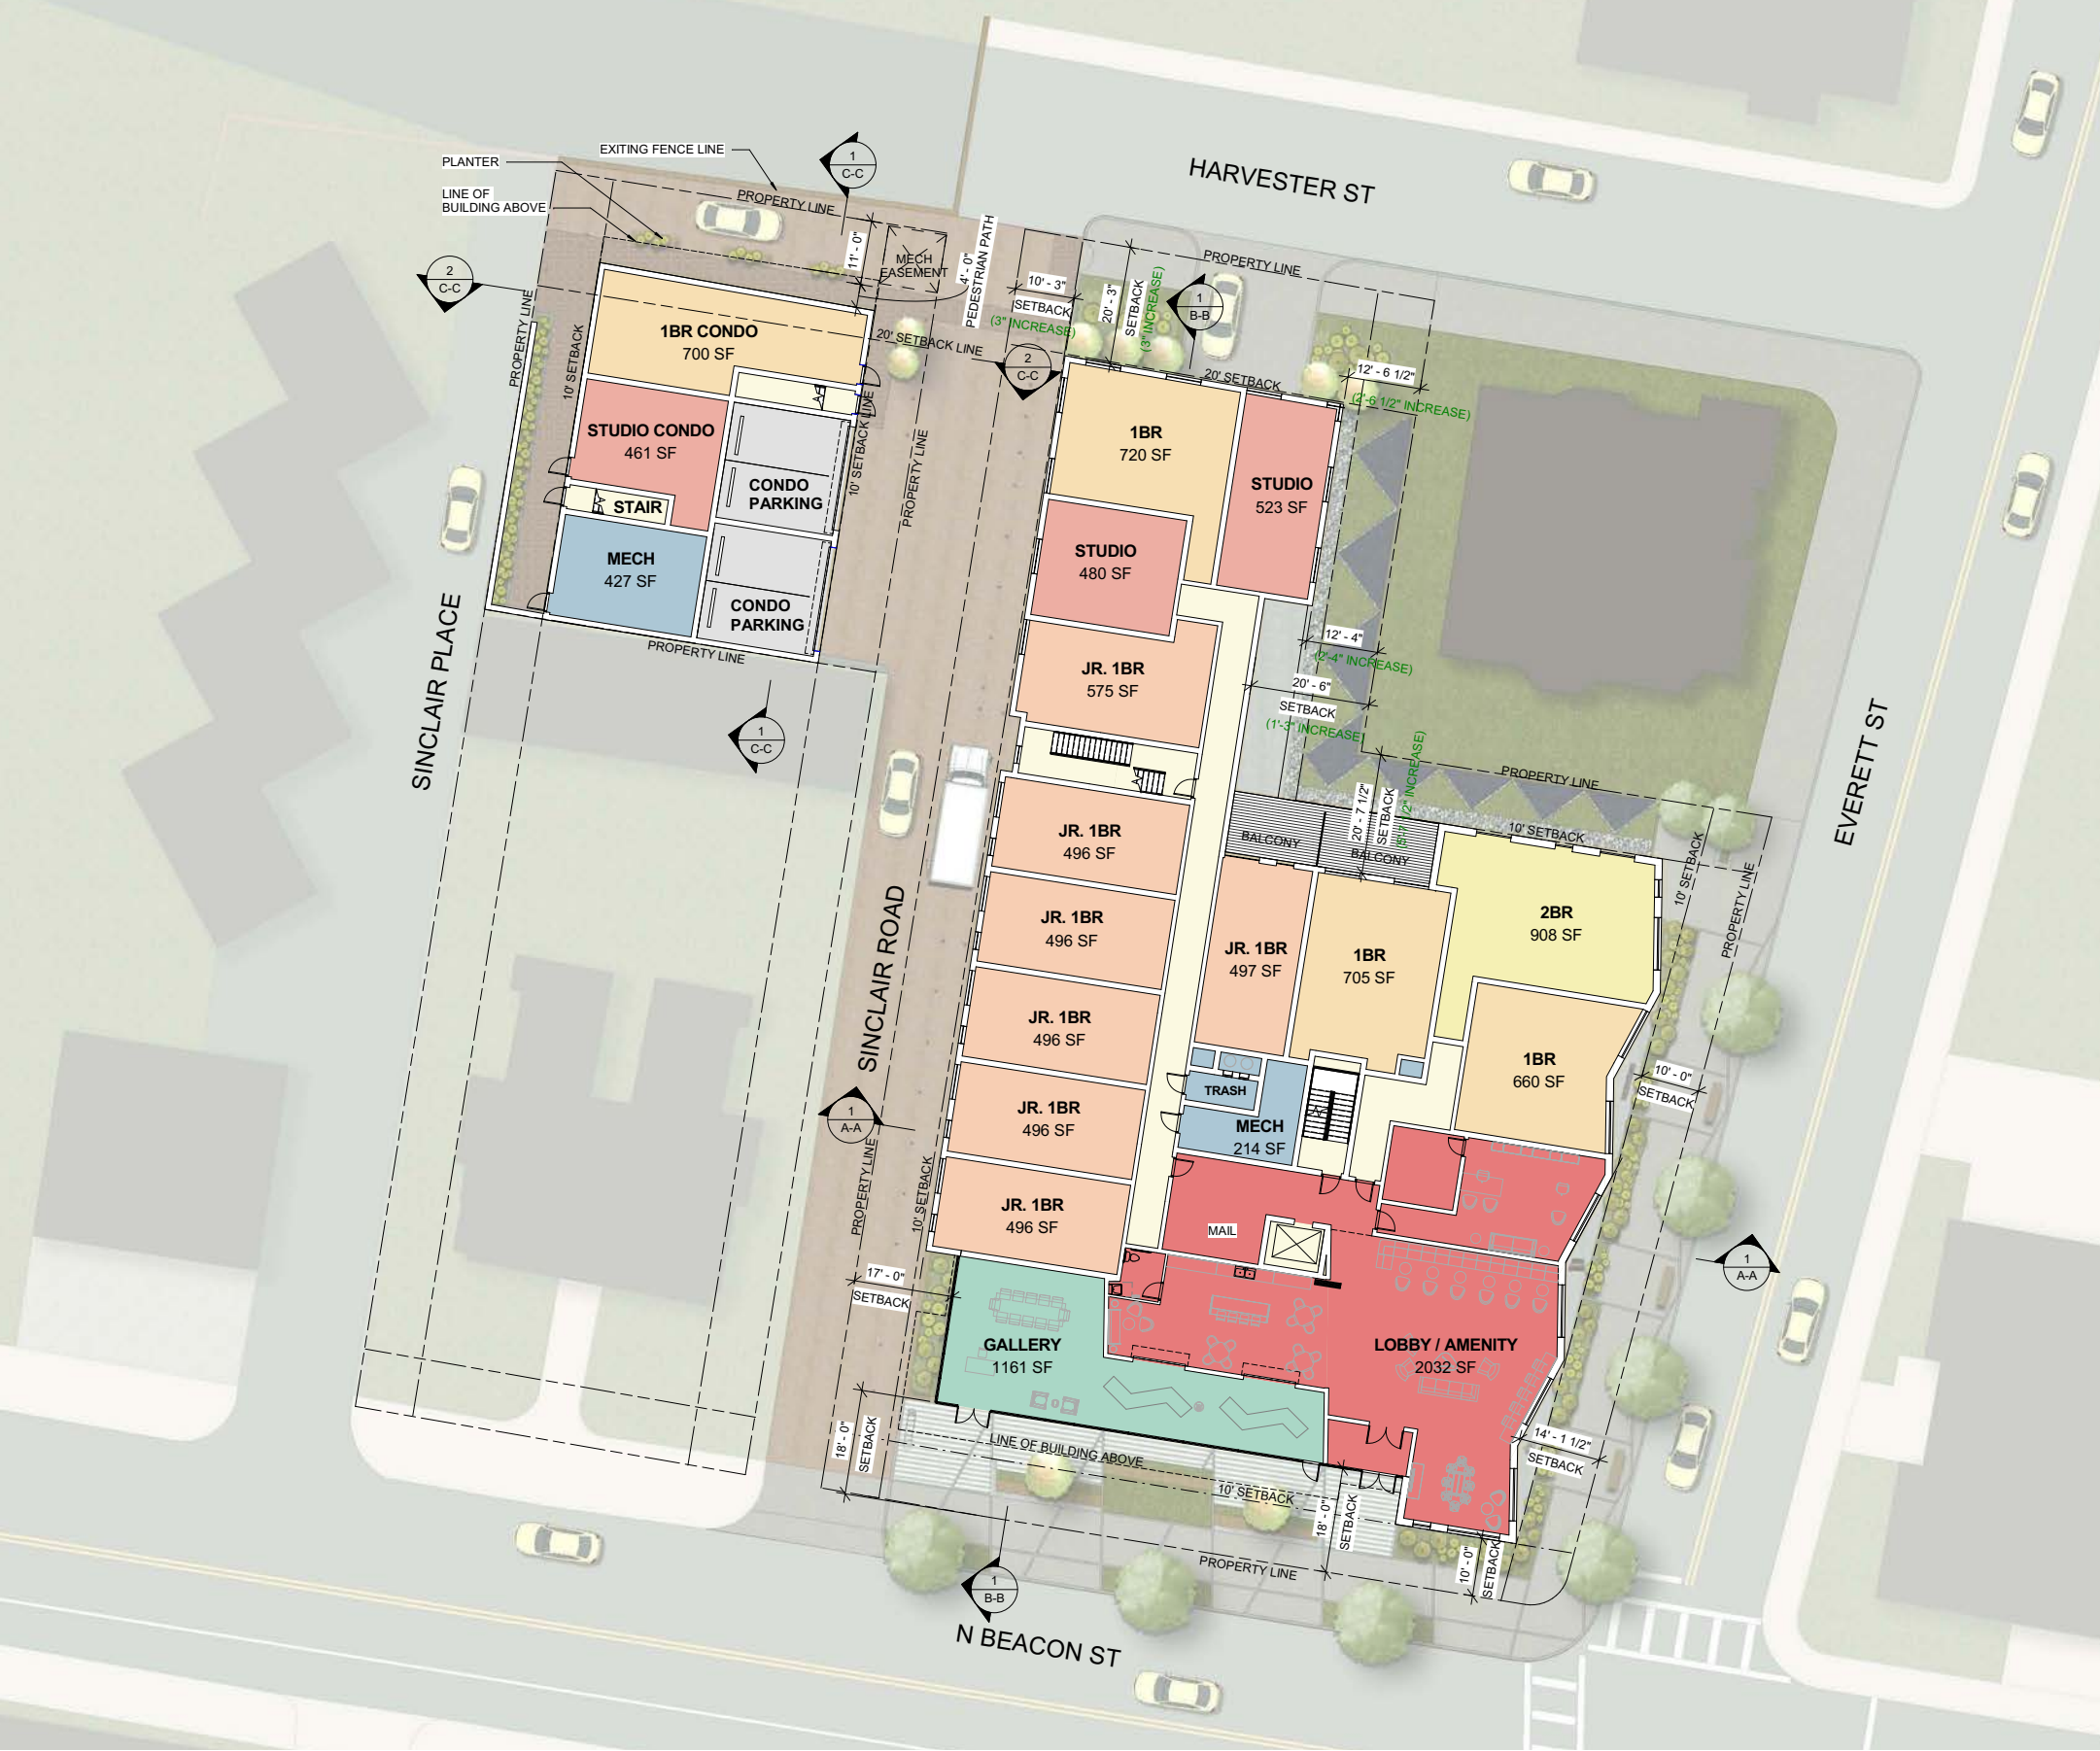 EXITING FENCE LINE
PLANTER
LINE OF
BUILDING ABOVE
1
C-C
PROPERTY LINE
HARVESTER ST
11' - 0"
MECH
EASEMENT
4' - 0"
PEDESTRIAN PATH
10' - 3"
SETBACK
(3" INCREASE)
20' - 3"
SETBACK
(3" INCREASE)
1
B-B
PROPERTY LINE
2
C-C
PROPERTY LINE
10' SETBACK
1BR CONDO
700 SF
20' SETBACK LINE
2
C-C
20' SETBACK
12' - 6 1/2"
(2'-6 1/2" INCREASE)
STUDIO CONDO
461 SF
STAIR
CONDO
PARKING
10' SETBACK LINE
PROPERTY LINE
MECH
427 SF
CONDO
PARKING
PROPERTY LINE
1BR
720 SF
STUDIO
523 SF
STUDIO
480 SF
JR. 1BR
575 SF
12' - 4"
(2'-4" INCREASE)
20' - 6"
SETBACK
(1'-3" INCREASE)
SINCLAIR PLACE
1
C-C
PROPERTY LINE
20' - 7 1/2"
SETBACK
10' SETBACK
10' SETBACK
PROPERTY LINE
EVERETT ST
BALCONY
BALCONY
JR. 1BR
496 SF
JR. 1BR
496 SF
JR. 1BR
496 SF
JR. 1BR
496 SF
JR. 1BR
496 SF
JR. 1BR
497 SF
1BR
705 SF
2BR
908 SF
1BR
660 SF
10' - 0"
SETBACK
SINCLAIR ROAD
1
A-A
PROPERTY LINE
10' SETBACK
TRASH
MECH
214 SF
MAIL
1
A-A
17' - 0"
SETBACK
GALLERY
1161 SF
LOBBY / AMENITY
2032 SF
18' - 0"
SETBACK
LINE OF BUILDING ABOVE
10' SETBACK
18' - 0"
SETBACK
14' - 1 1/2"
SETBACK
10' - 0"
SETBACK
PROPERTY LINE
1
B-B
N BEACON ST